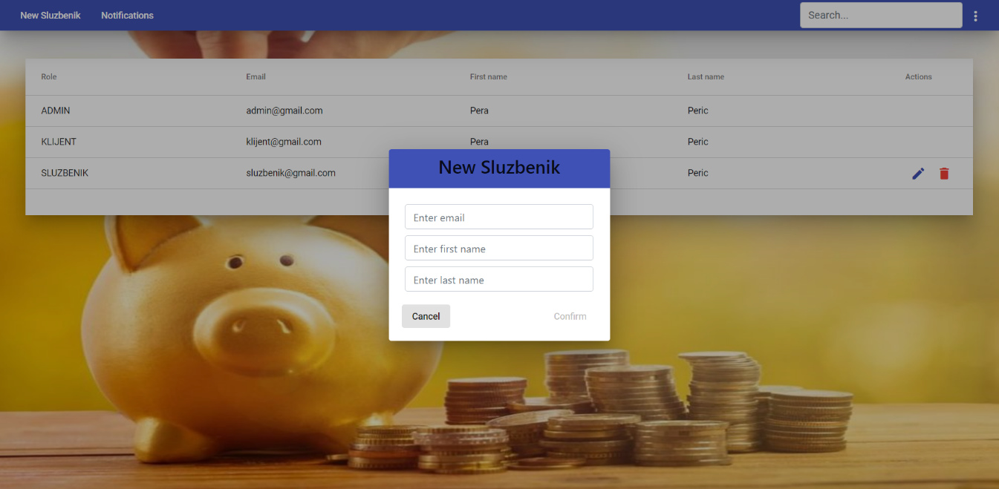 New Sluzbenik Notifications Search...
Role Email First name Last name Actions
ADMIN admin@gmail.com Pera Peric
KLIJENT klijent@gmail.com Pera Peric
SLUZBENIK sluzbenik@gmail.com Peric
New Sluzbenik
Enter email
Enter first name
Enter last name
Cancel Confirm